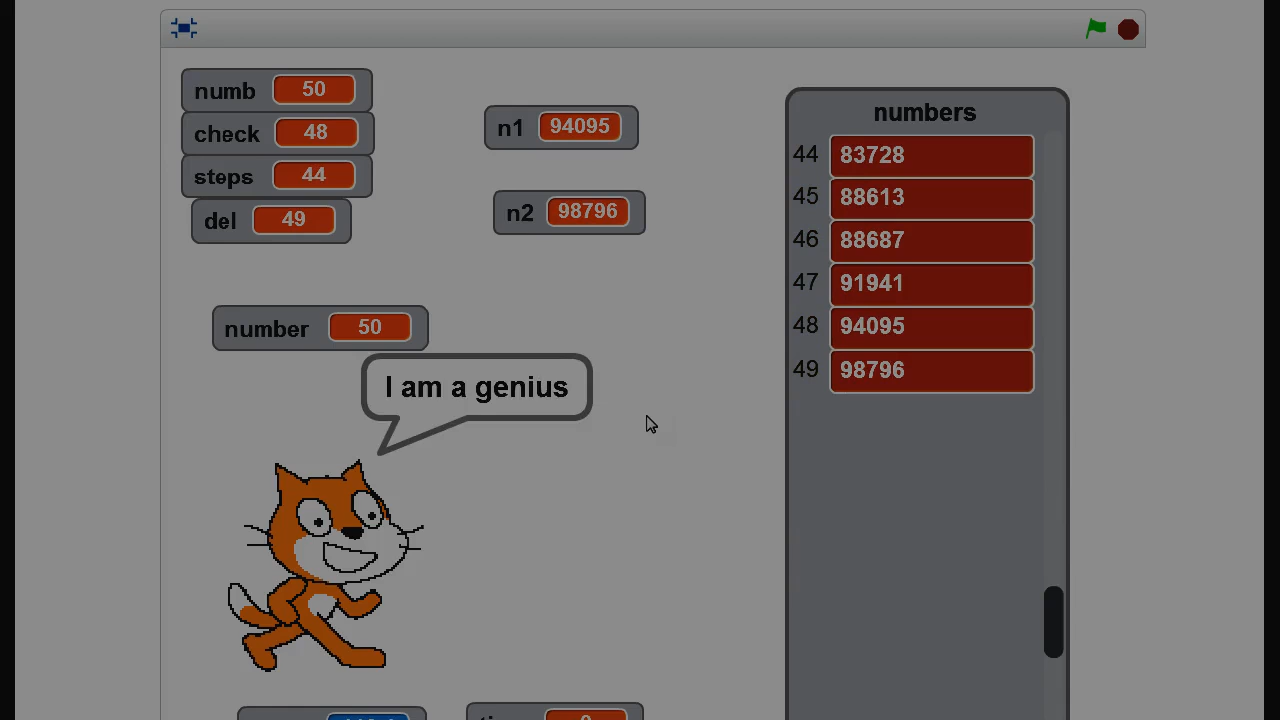 numb 50
check 48
steps 44
del 49
n1 94095
n2 98796
number 50
I am a genius
numbers
44 83728
45 88613
46 88687
47 91941
48 94095
49 98796